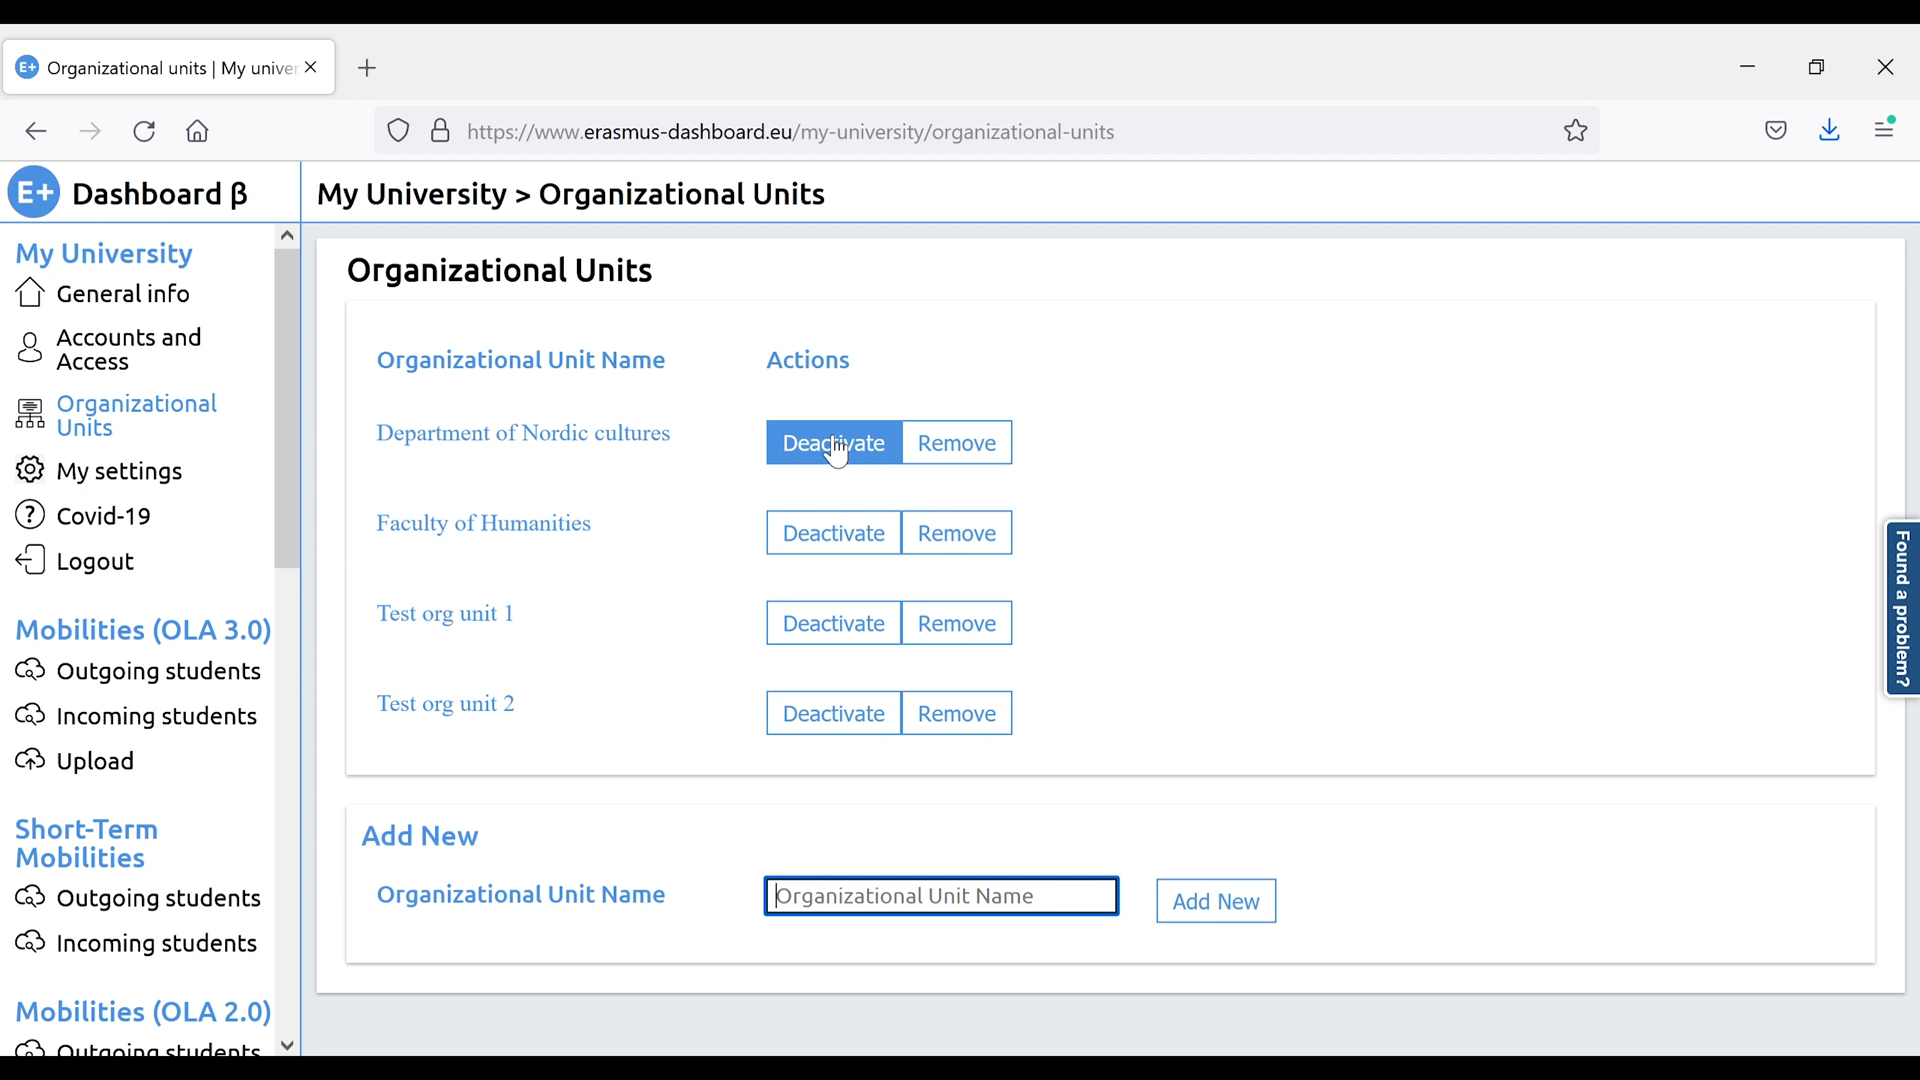 E+ Organizational units | My univer
https://www.erasmus-dashboard.eu/my-university/organizational-units
E+ Dashboard β
My University > Organizational Units
My University
General info
Accounts and
Access
Organizational
Units
My settings
Covid-19
Logout
Mobilities (OLA 3.0)
Outgoing students
Incoming students
Upload
Short-Term
Mobilities
Outgoing students
Incoming students
Mobilities (OLA 2.0)
Outgoing students
Organizational Units
Organizational Unit Name Actions
Department of Nordic cultures Deactivate Remove
Faculty of Humanities Deactivate Remove
Test org unit 1 Deactivate Remove
Test org unit 2 Deactivate Remove
Add New
Organizational Unit Name Organizational Unit Name Add New
Found a problem?